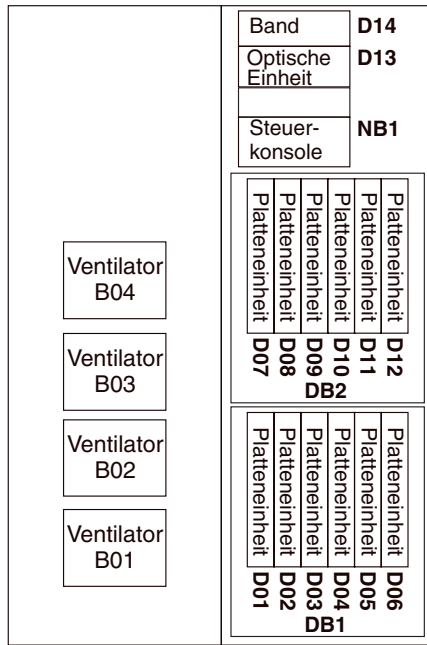 Band D14
Optische D13
Einheit
Steuer- NB1
konsole
Platteneinheit Platteneinheit Platteneinheit Platteneinheit Platteneinheit Platteneinheit
D07 D08 D09 D10 D11 D12
DB2
Platteneinheit Platteneinheit Platteneinheit Platteneinheit Platteneinheit Platteneinheit
D01 D02 D03 D04 D05 D06
DB1
Ventilator
B04
Ventilator
B03
Ventilator
B02
Ventilator
B01